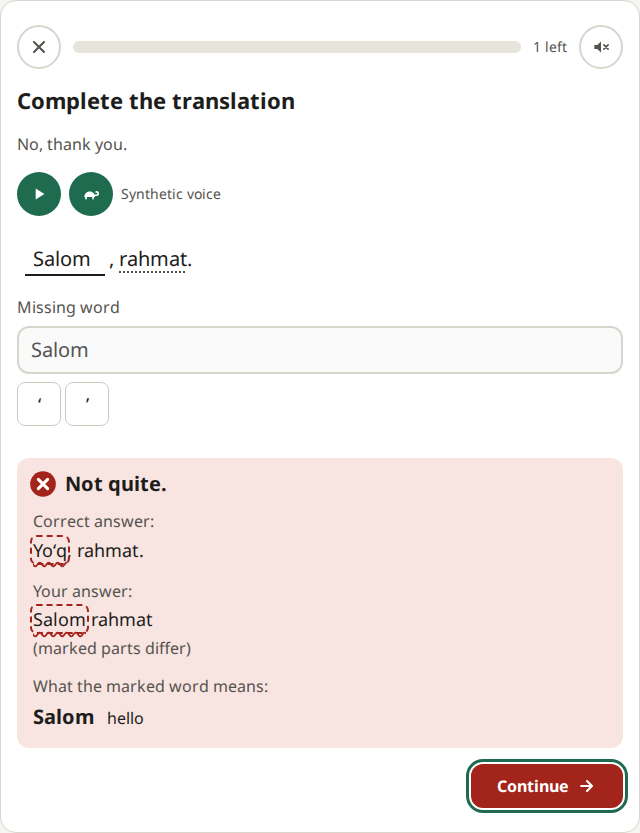 1 left
Complete the translation
No, thank you.
Synthetic voice
Salom , rahmat.
Missing word
Salom
‘ ’
Not quite.
Correct answer:
Yo‘q, rahmat.
Your answer:
Salom rahmat
(marked parts differ)
What the marked word means:
Salom hello
Continue →